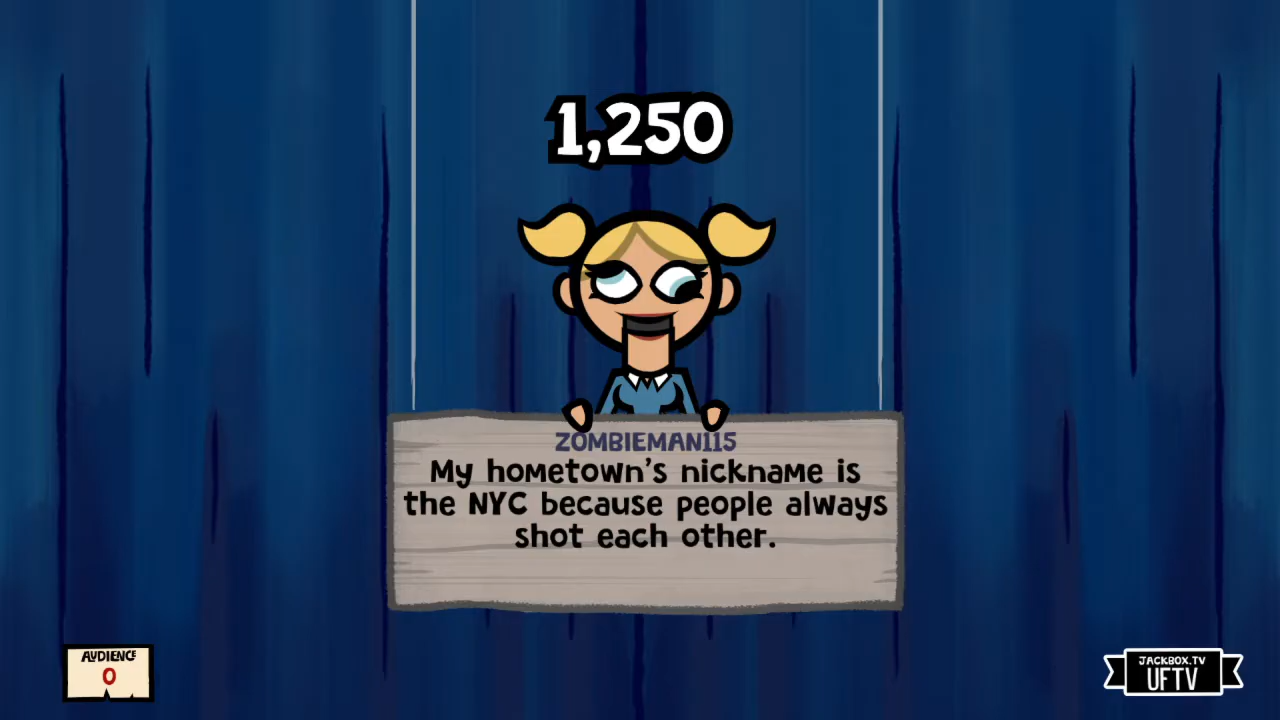 1,250
ZOMBIEMAN115
My hometown's nickname is
the NYC because people always
shot each other.
AUDIENCE
0
JACKBOX.TV
UFTV